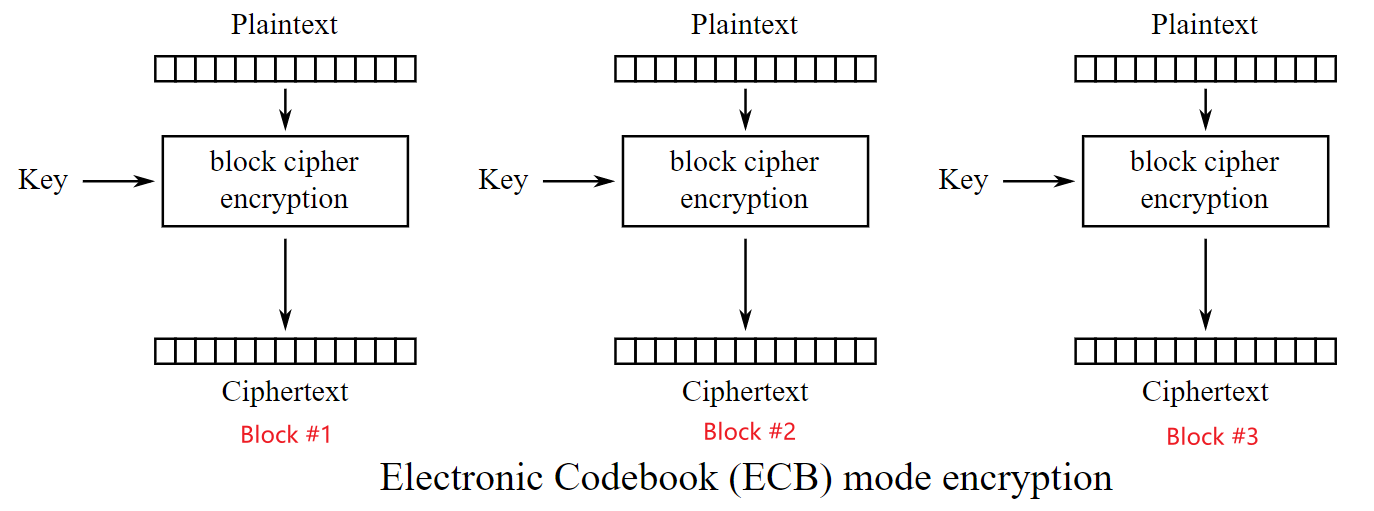 Plaintext
Plaintext
Plaintext
Key
block cipher
encryption
Key
block cipher
encryption
Key
block cipher
encryption
Ciphertext
Ciphertext
Ciphertext
Block #1
Block #2
Block #3
Electronic Codebook (ECB) mode encryption